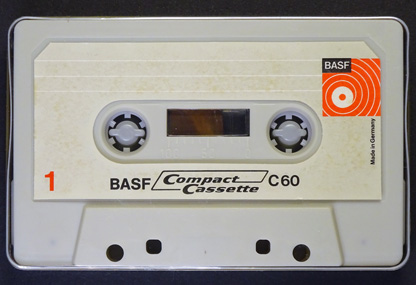 BASF
Made in Germany
1
BASF Compact Cassette C60